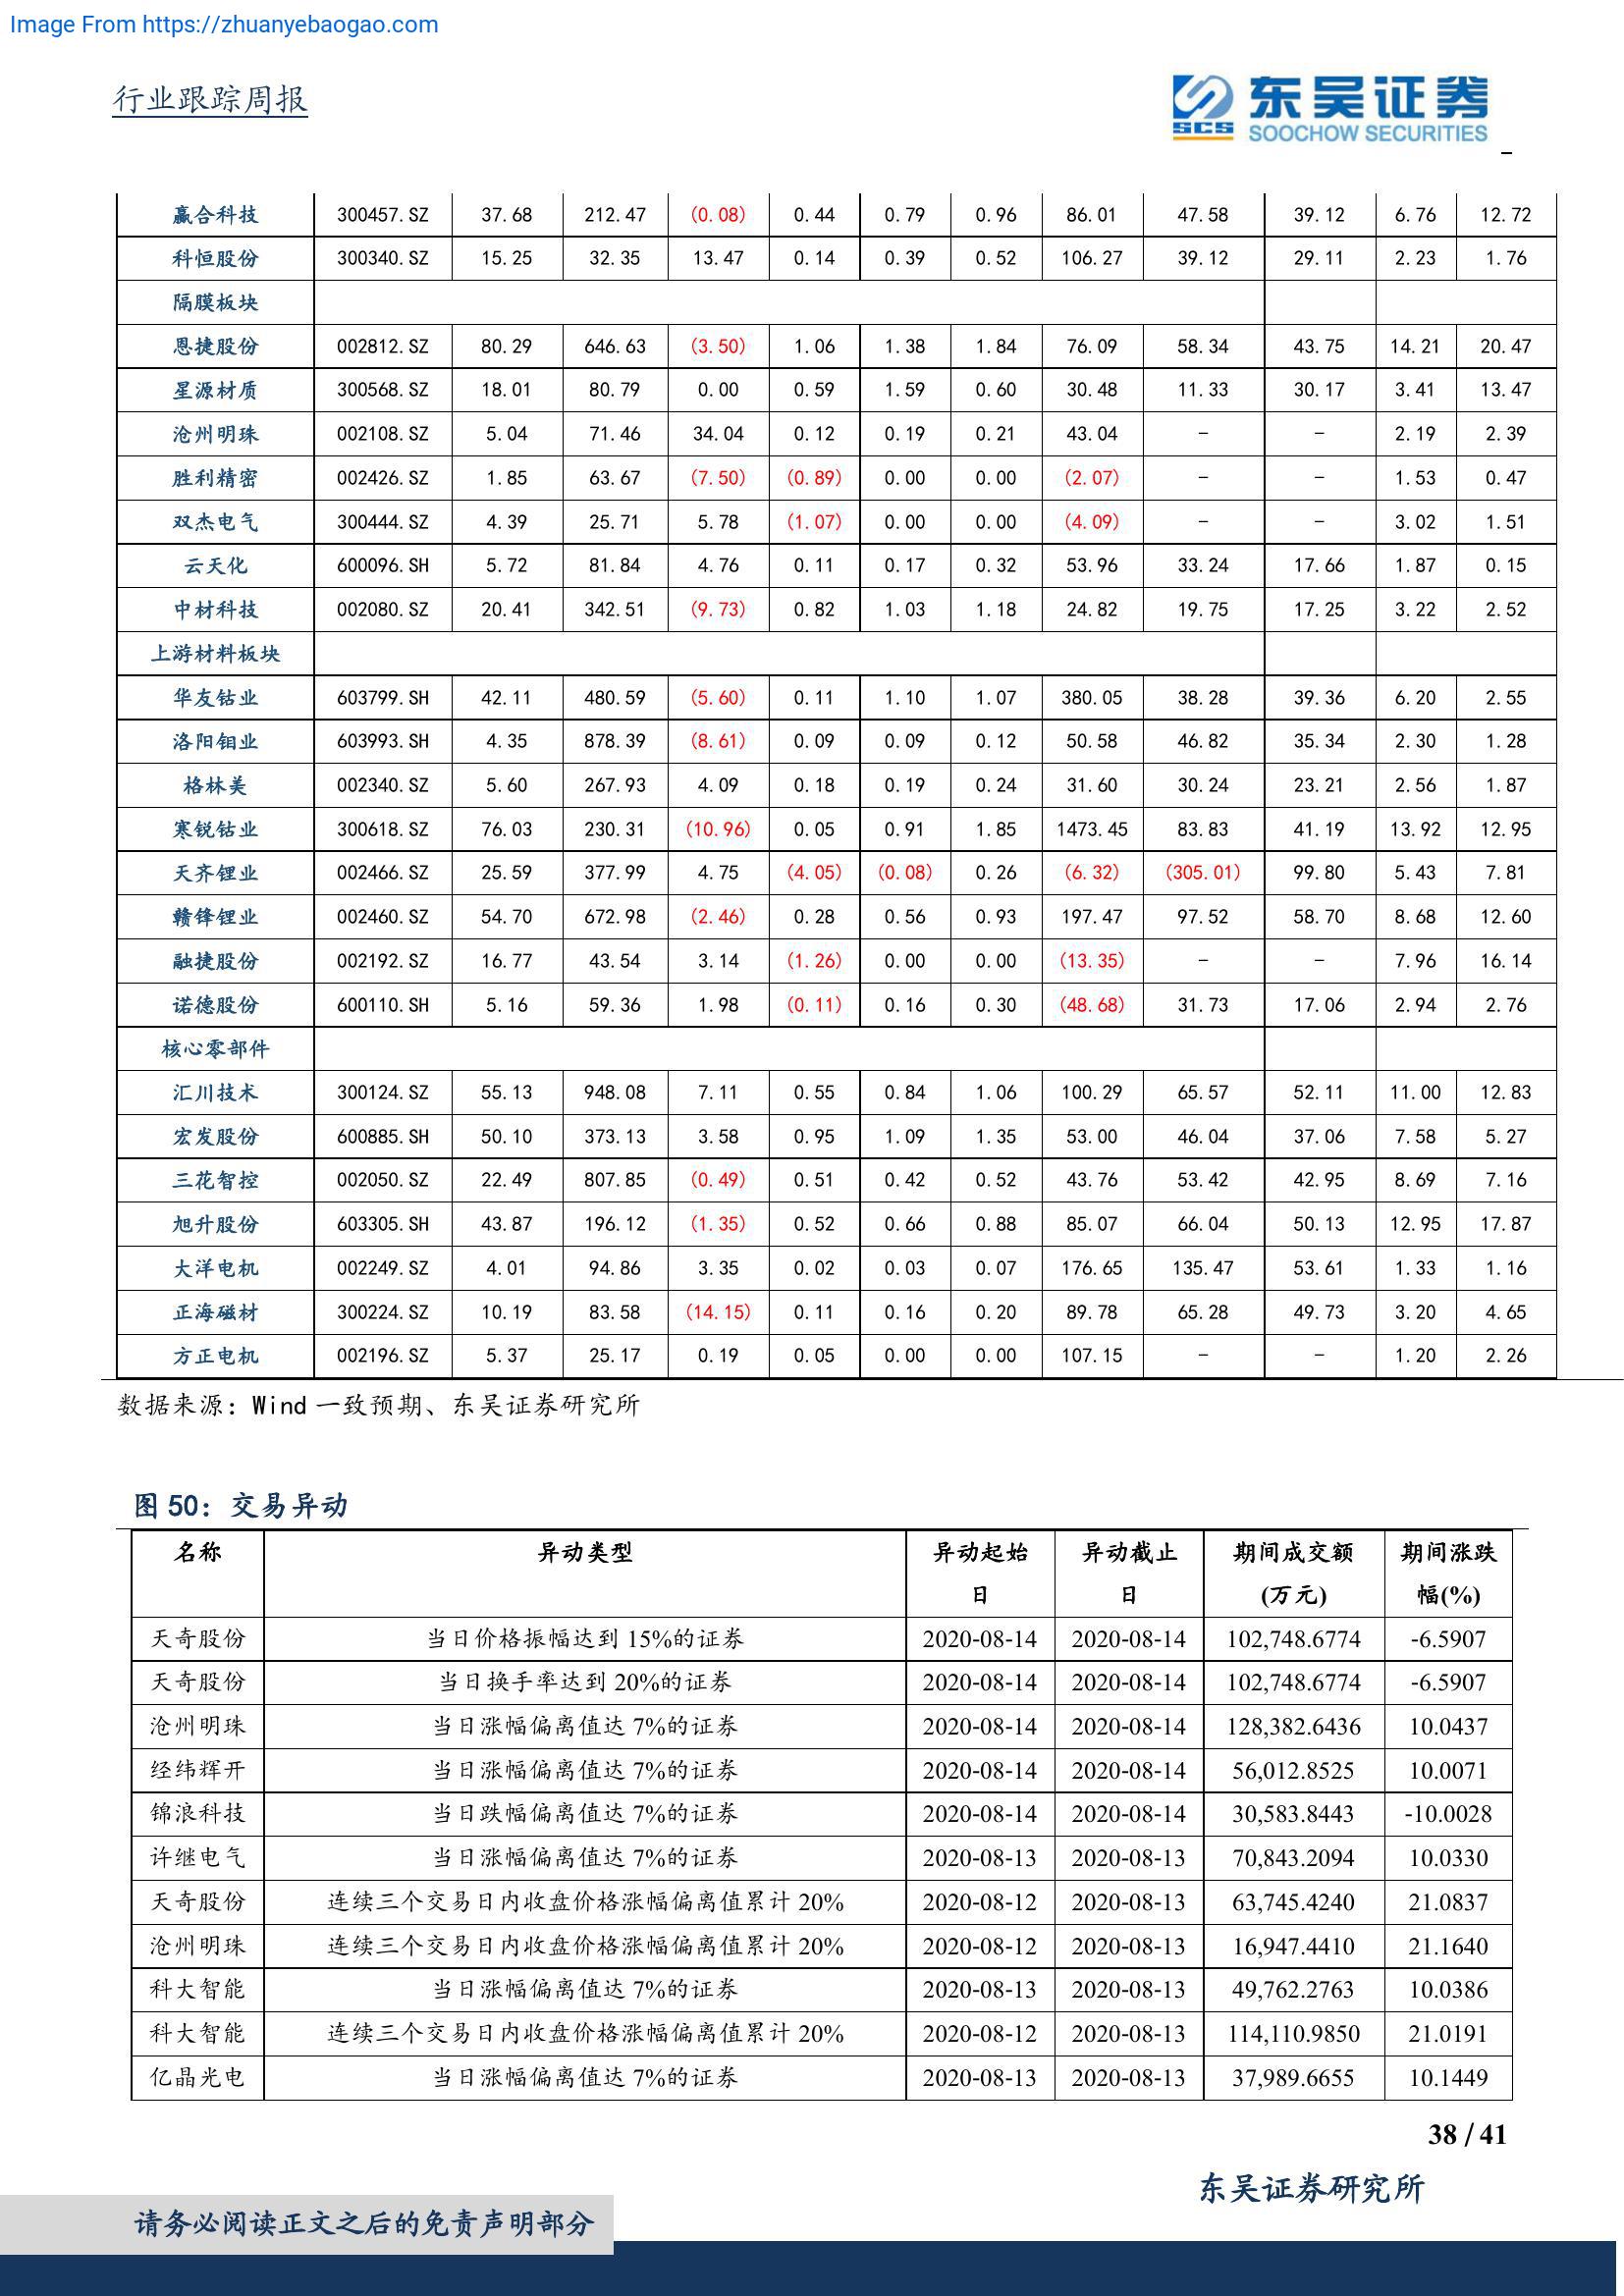 Image From https://zhuanyebaogao.com
行业跟踪周报
SCS 东吴证券
SOOCHOW SECURITIES
赢合科技 300457.SZ 37.68 212.47 (0.08) 0.44 0.79 0.96 86.01 47.58 39.12 6.76 12.72
科恒股份 300340.SZ 15.25 32.35 13.47 0.14 0.39 0.52 106.27 39.12 29.11 2.23 1.76
隔膜板块
恩捷股份 002812.SZ 80.29 646.63 (3.50) 1.06 1.38 1.84 76.09 58.34 43.75 14.21 20.47
星源材质 300568.SZ 18.01 80.79 0.00 0.59 1.59 0.60 30.48 11.33 30.17 3.41 13.47
沧州明珠 002108.SZ 5.04 71.46 34.04 0.12 0.19 0.21 43.04 - - 2.19 2.39
胜利精密 002426.SZ 1.85 63.67 (7.50) (0.89) 0.00 0.00 (2.07) - - 1.53 0.47
双杰电气 300444.SZ 4.39 25.71 5.78 (1.07) 0.00 0.00 (4.09) - - 3.02 1.51
云天化 600096.SH 5.72 81.84 4.76 0.11 0.17 0.32 53.96 33.24 17.66 1.87 0.15
中材科技 002080.SZ 20.41 342.51 (9.73) 0.82 1.03 1.18 24.82 19.75 17.25 3.22 2.52
上游材料板块
华友钴业 603799.SH 42.11 480.59 (5.60) 0.11 1.10 1.07 380.05 38.28 39.36 6.20 2.55
洛阳钼业 603993.SH 4.35 878.39 (8.61) 0.09 0.09 0.12 50.58 46.82 35.34 2.30 1.28
格林美 002340.SZ 5.60 267.93 4.09 0.18 0.19 0.24 31.60 30.24 23.21 2.56 1.87
寒锐钴业 300618.SZ 76.03 230.31 (10.96) 0.05 0.91 1.85 1473.45 83.83 41.19 13.92 12.95
天齐锂业 002466.SZ 25.59 377.99 4.75 (4.05) (0.08) 0.26 (6.32) (305.01) 99.80 5.43 7.81
赣锋锂业 002460.SZ 54.70 672.98 (2.46) 0.28 0.56 0.93 197.47 97.52 58.70 8.68 12.60
融捷股份 002192.SZ 16.77 43.54 3.14 (1.26) 0.00 0.00 (13.35) - - 7.96 16.14
诺德股份 600110.SH 5.16 59.36 1.98 (0.11) 0.16 0.30 (48.68) 31.73 17.06 2.94 2.76
核心零部件
汇川技术 300124.SZ 55.13 948.08 7.11 0.55 0.84 1.06 100.29 65.57 52.11 11.00 12.83
宏发股份 600885.SH 50.10 373.13 3.58 0.95 1.09 1.35 53.00 46.04 37.06 7.58 5.27
三花智控 002050.SZ 22.49 807.85 (0.49) 0.51 0.42 0.52 43.76 53.42 42.95 8.69 7.16
旭升股份 603305.SH 43.87 196.12 (1.35) 0.52 0.66 0.88 85.07 66.04 50.13 12.95 17.87
大洋电机 002249.SZ 4.01 94.86 3.35 0.02 0.03 0.07 176.65 135.47 53.61 1.33 1.16
正海磁材 300224.SZ 10.19 83.58 (14.15) 0.11 0.16 0.20 89.78 65.28 49.73 3.20 4.65
方正电机 002196.SZ 5.37 25.17 0.19 0.05 0.00 0.00 107.15 - - 1.20 2.26
数据来源：Wind 一致预期、东吴证券研究所
图 50：交易异动
名称 异动类型 异动起始 异动截止 期间成交额 期间涨跌
日 日 (万元) 幅(%)
天奇股份 当日价格振幅达到 15%的证券 2020-08-14 2020-08-14 102,748.6774 -6.5907
天奇股份 当日换手率达到 20%的证券 2020-08-14 2020-08-14 102,748.6774 -6.5907
沧州明珠 当日涨幅偏离值达 7%的证券 2020-08-14 2020-08-14 128,382.6436 10.0437
经纬辉开 当日涨幅偏离值达 7%的证券 2020-08-14 2020-08-14 56,012.8525 10.0071
锦浪科技 当日跌幅偏离值达 7%的证券 2020-08-14 2020-08-14 30,583.8443 -10.0028
许继电气 当日涨幅偏离值达 7%的证券 2020-08-13 2020-08-13 70,843.2094 10.0330
天奇股份 连续三个交易日内收盘价格涨幅偏离值累计 20% 2020-08-12 2020-08-13 63,745.4240 21.0837
沧州明珠 连续三个交易日内收盘价格涨幅偏离值累计 20% 2020-08-12 2020-08-13 16,947.4410 21.1640
科大智能 当日涨幅偏离值达 7%的证券 2020-08-13 2020-08-13 49,762.2763 10.0386
科大智能 连续三个交易日内收盘价格涨幅偏离值累计 20% 2020-08-12 2020-08-13 114,110.9850 21.0191
亿晶光电 当日涨幅偏离值达 7%的证券 2020-08-13 2020-08-13 37,989.6655 10.1449
38 / 41
东吴证券研究所
请务必阅读正文之后的免责声明部分